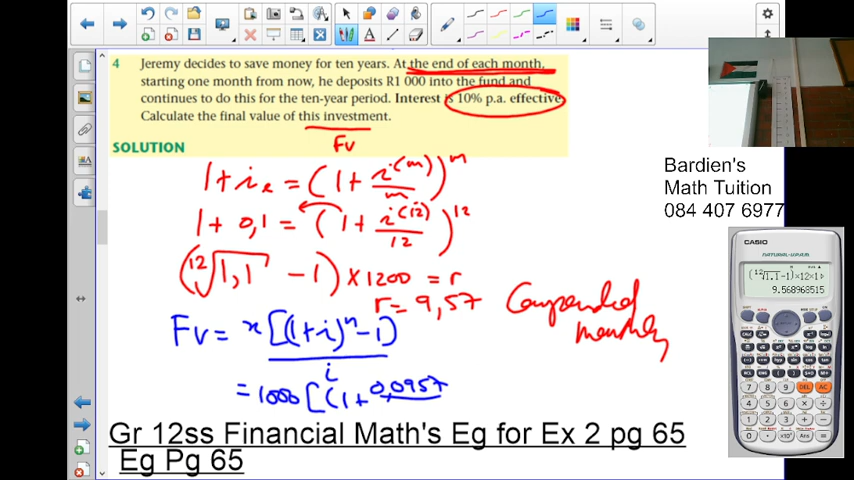 4 Jeremy decides to save money for ten years. At the end of each month,
starting one month from now, he deposits R1 000 into the fund and
continues to do this for the ten-year period. Interest is 10% p.a. effective.
Calculate the final value of this investment.
Fv
SOLUTION
1+i_e = (1 + i^(m)/m)^m
1 + 0,1 = (1 + i^(12)/12)^12
(12√1,1 - 1) × 1200 = r
r = 9,57
Compounded
monthly
Fv = x[(1+i)^n - 1]/i
= 1000 [(1 + 0,0957
Gr 12ss Financial Math's Eg for Ex 2 pg 65
Eg Pg 65
Bardien's
Math Tuition
084 407 6977
CASIO
NATURAL-V.P.A.M.
(12√1.1-1)×12×1
9.568968515